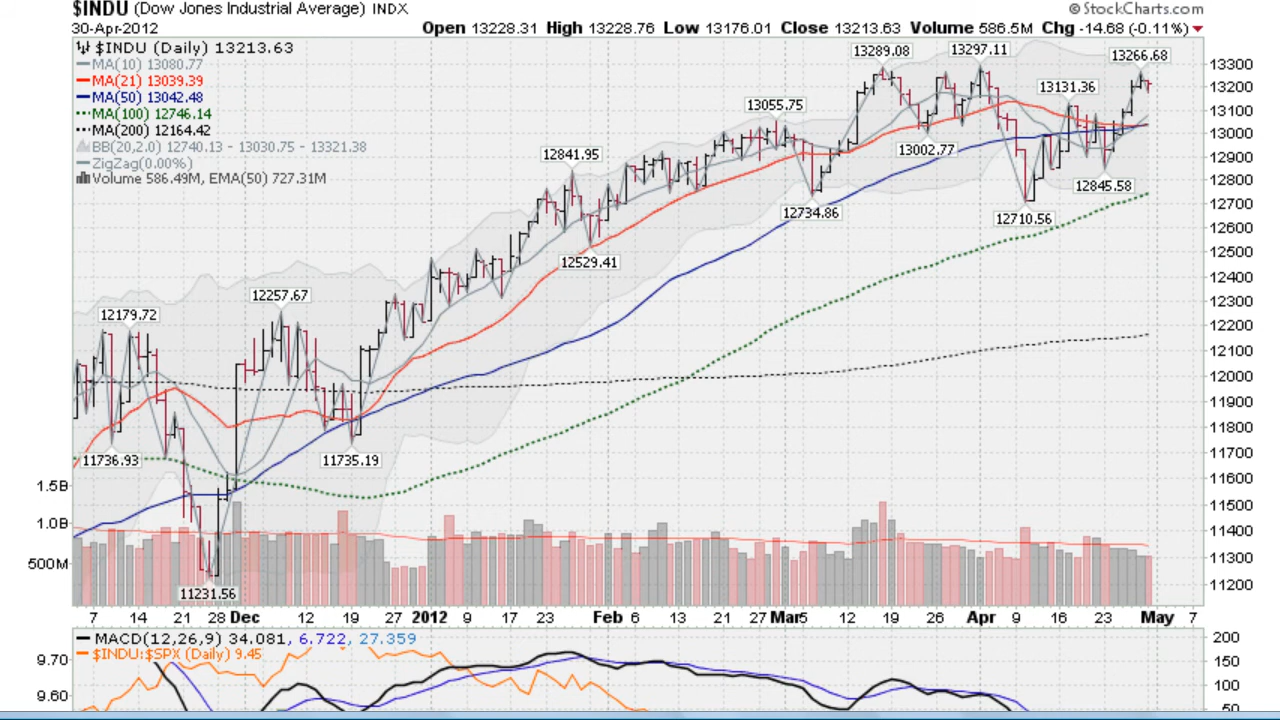 $INDU (Dow Jones Industrial Average) INDX
© StockCharts.com
30-Apr-2012
Open 13228.31 High 13228.76 Low 13176.01 Close 13213.63 Volume 586.5M Chg -14.68 (-0.11%)
$INDU (Daily) 13213.63
MA(10) 13080.77
MA(21) 13039.39
MA(50) 13042.48
MA(100) 12746.14
MA(200) 12164.42
BB(20,2.0) 12740.13 - 13030.75 - 13321.38
ZigZag(0.00%)
Volume 586.49M, EMA(50) 727.31M
13289.08
13297.11
13266.68
13131.36
13055.75
13002.77
12841.95
12845.58
12734.86
12710.56
12529.41
12257.67
12179.72
11736.93
11735.19
11231.56
13300
13200
13100
13000
12900
12800
12700
12600
12500
12400
12300
12200
12100
12000
11900
11800
11700
11600
11500
11400
11300
11200
1.5B
1.0B
500M
7 14 21 28 Dec 12 19 27 2012 9 17 23 Feb 6 13 21 27 Mar 5 12 19 26 Apr 9 16 23 May 7
MACD(12,26,9) 34.081, 6.722, 27.359
$INDU:$SPX (Daily) 9.45
9.70
9.60
200
150
100
50